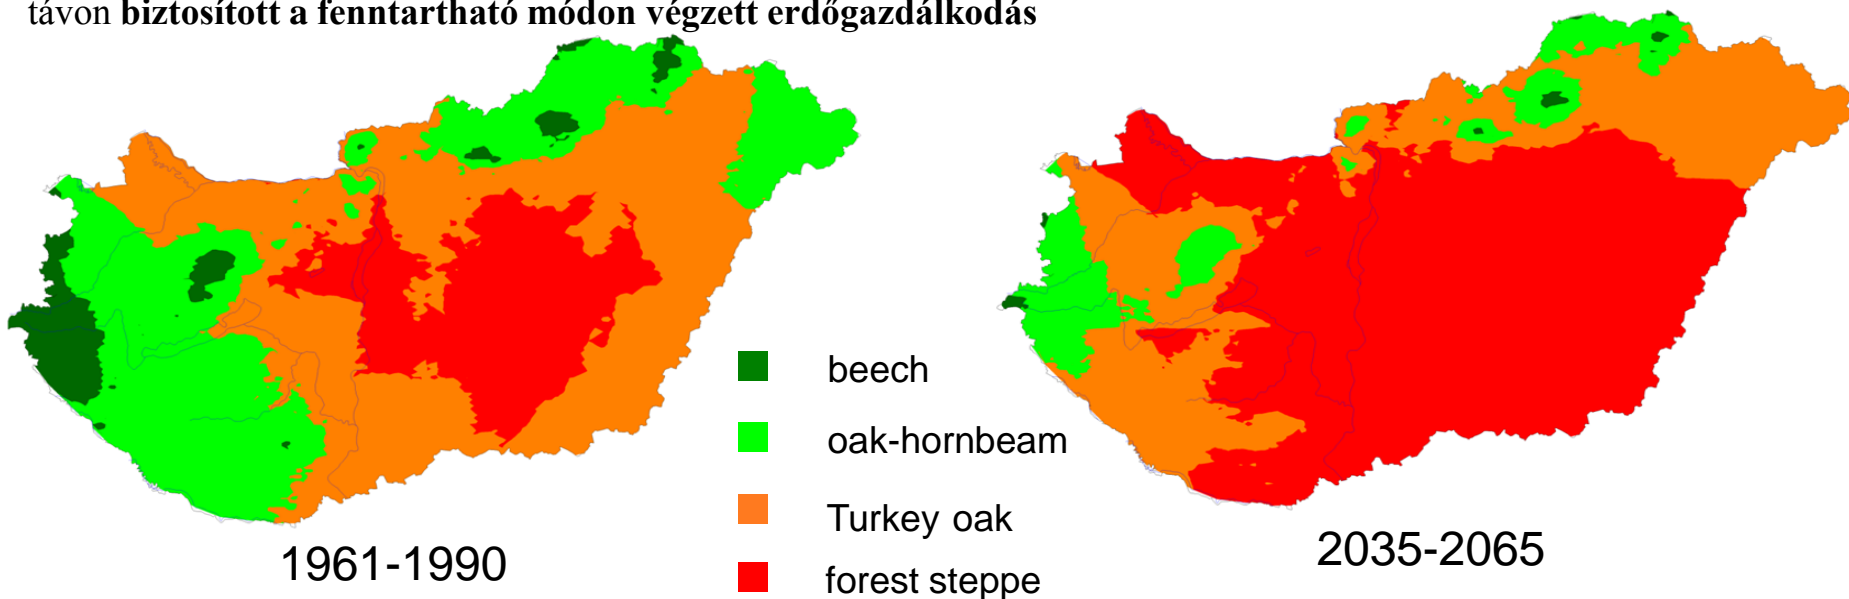 távon biztosított a fenntartható módon végzett erdőgazdálkodás
beech
oak-hornbeam
Turkey oak
forest steppe
1961-1990
2035-2065